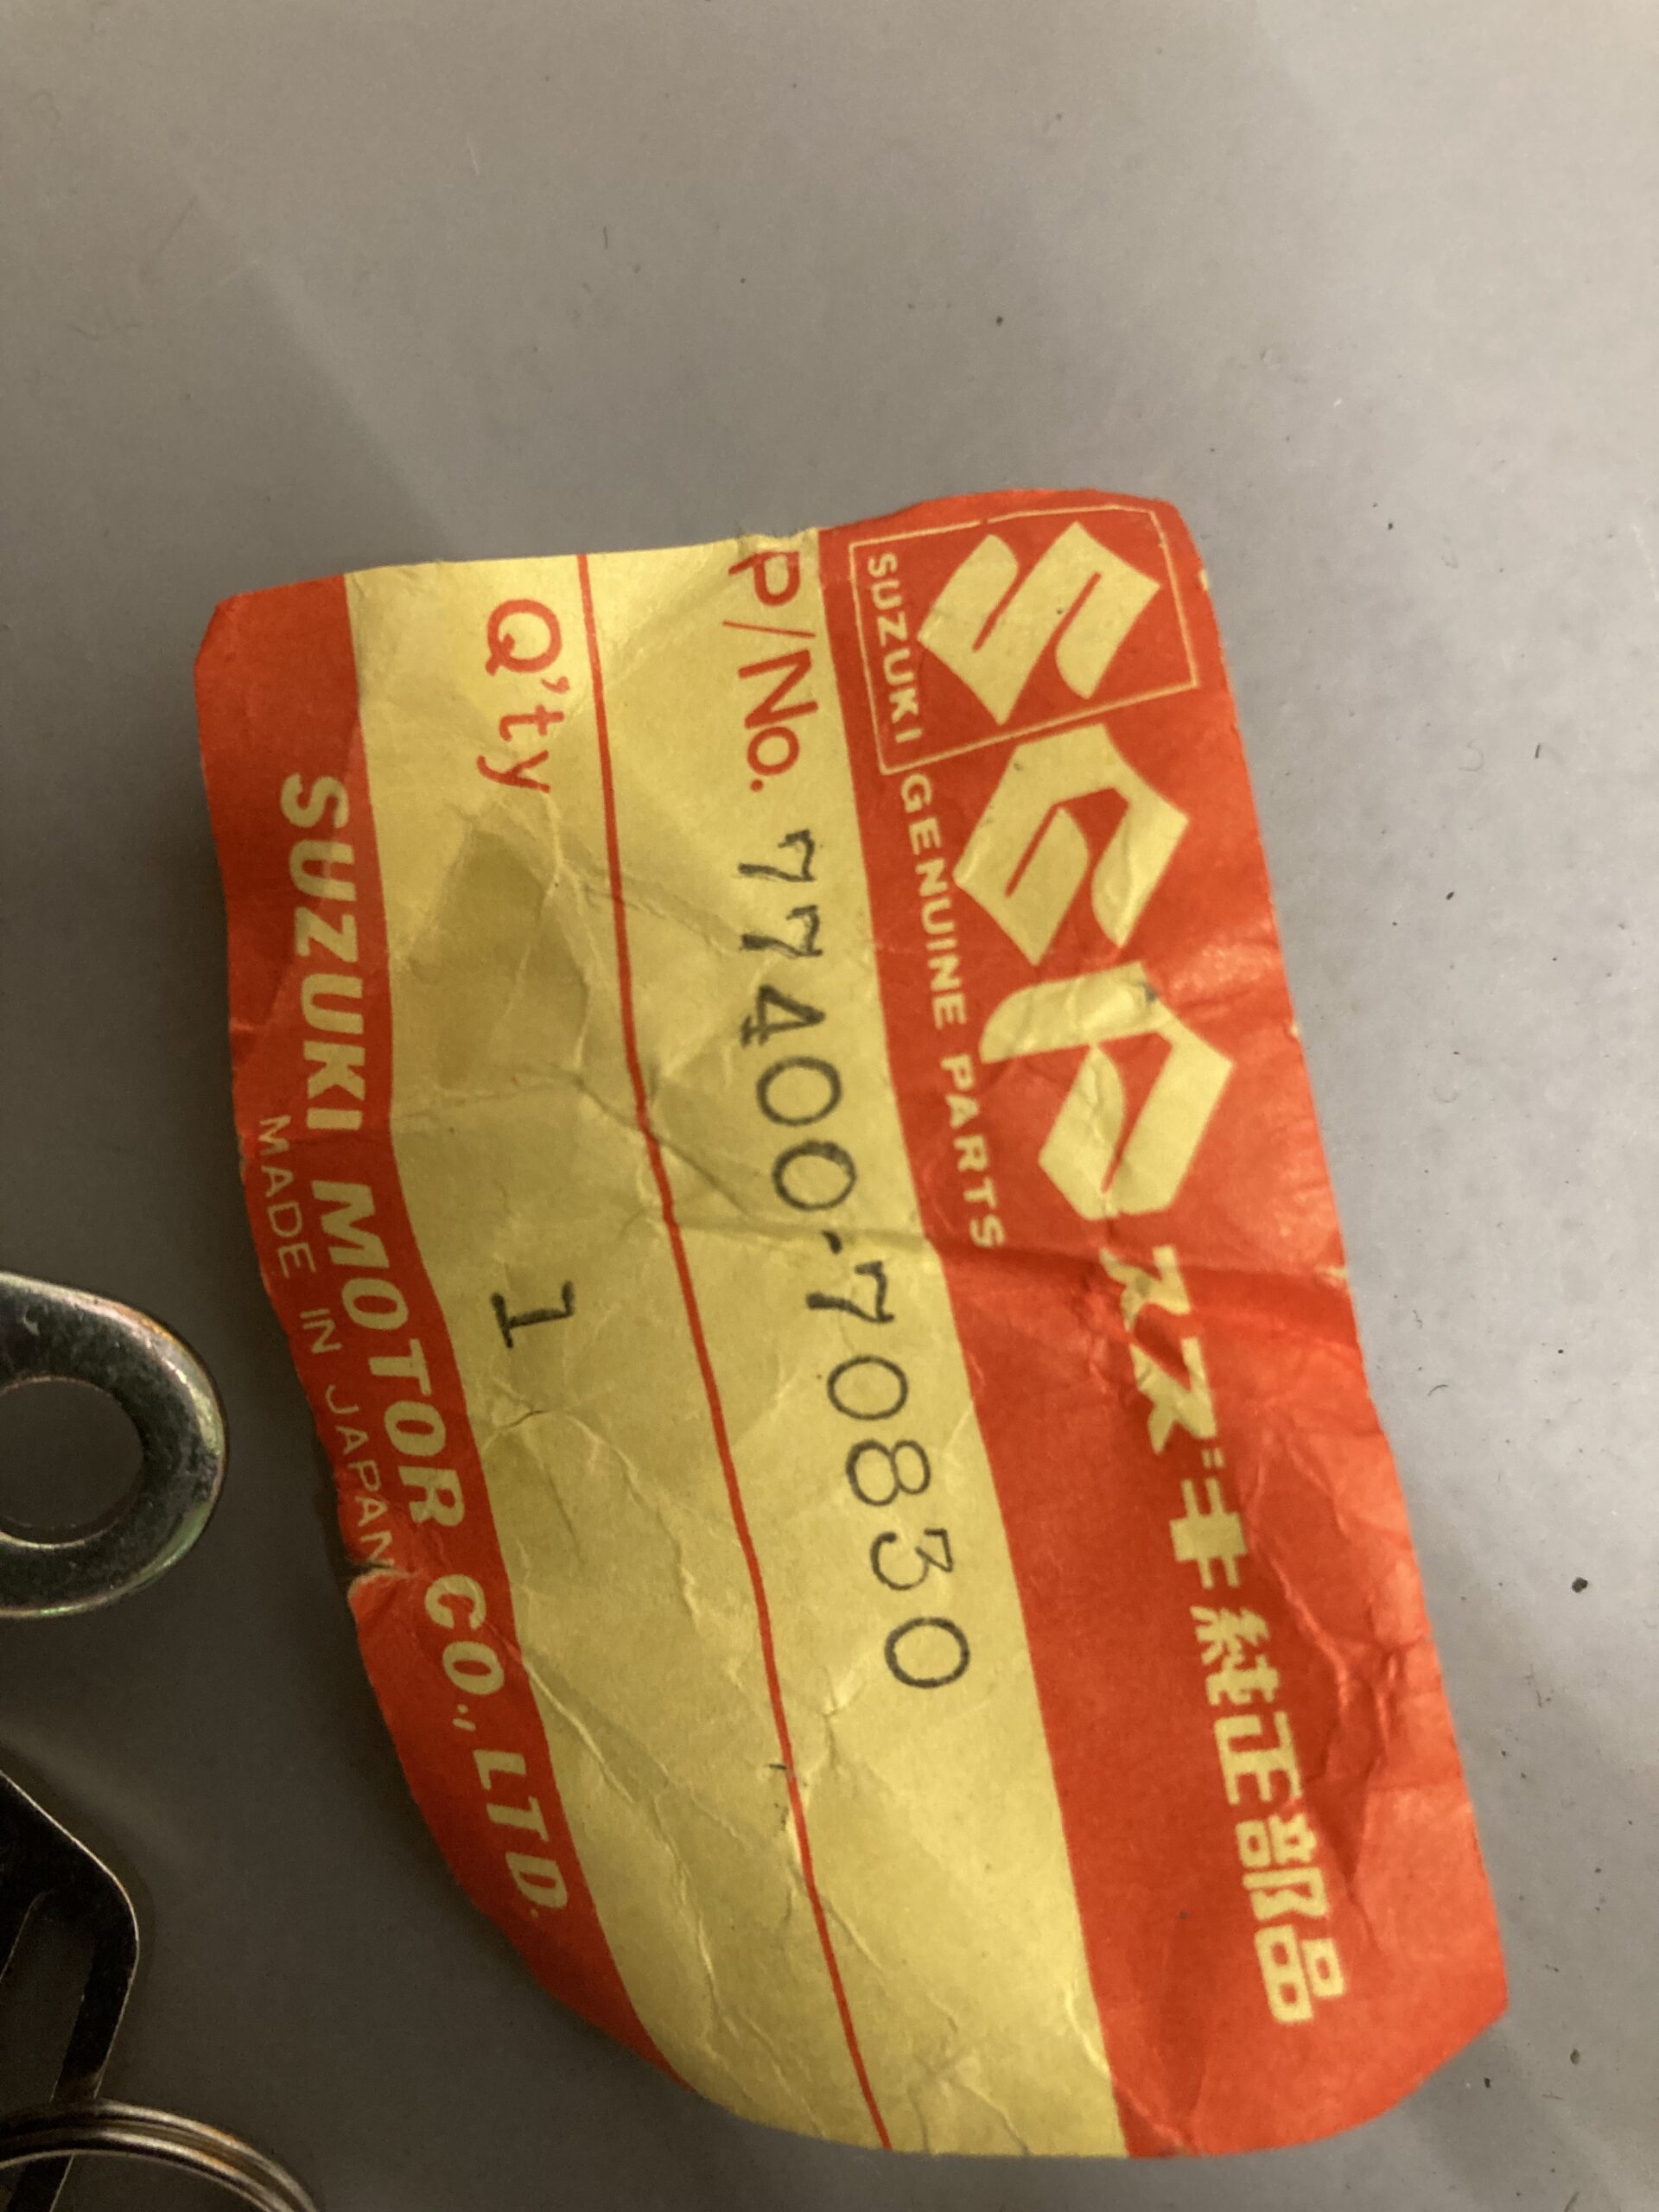 SGP スズキ純正部品
SUZUKI GENUINE PARTS
P/No. 77400-70830
Q'ty 1
SUZUKI MOTOR CO., LTD.
MADE IN JAPAN